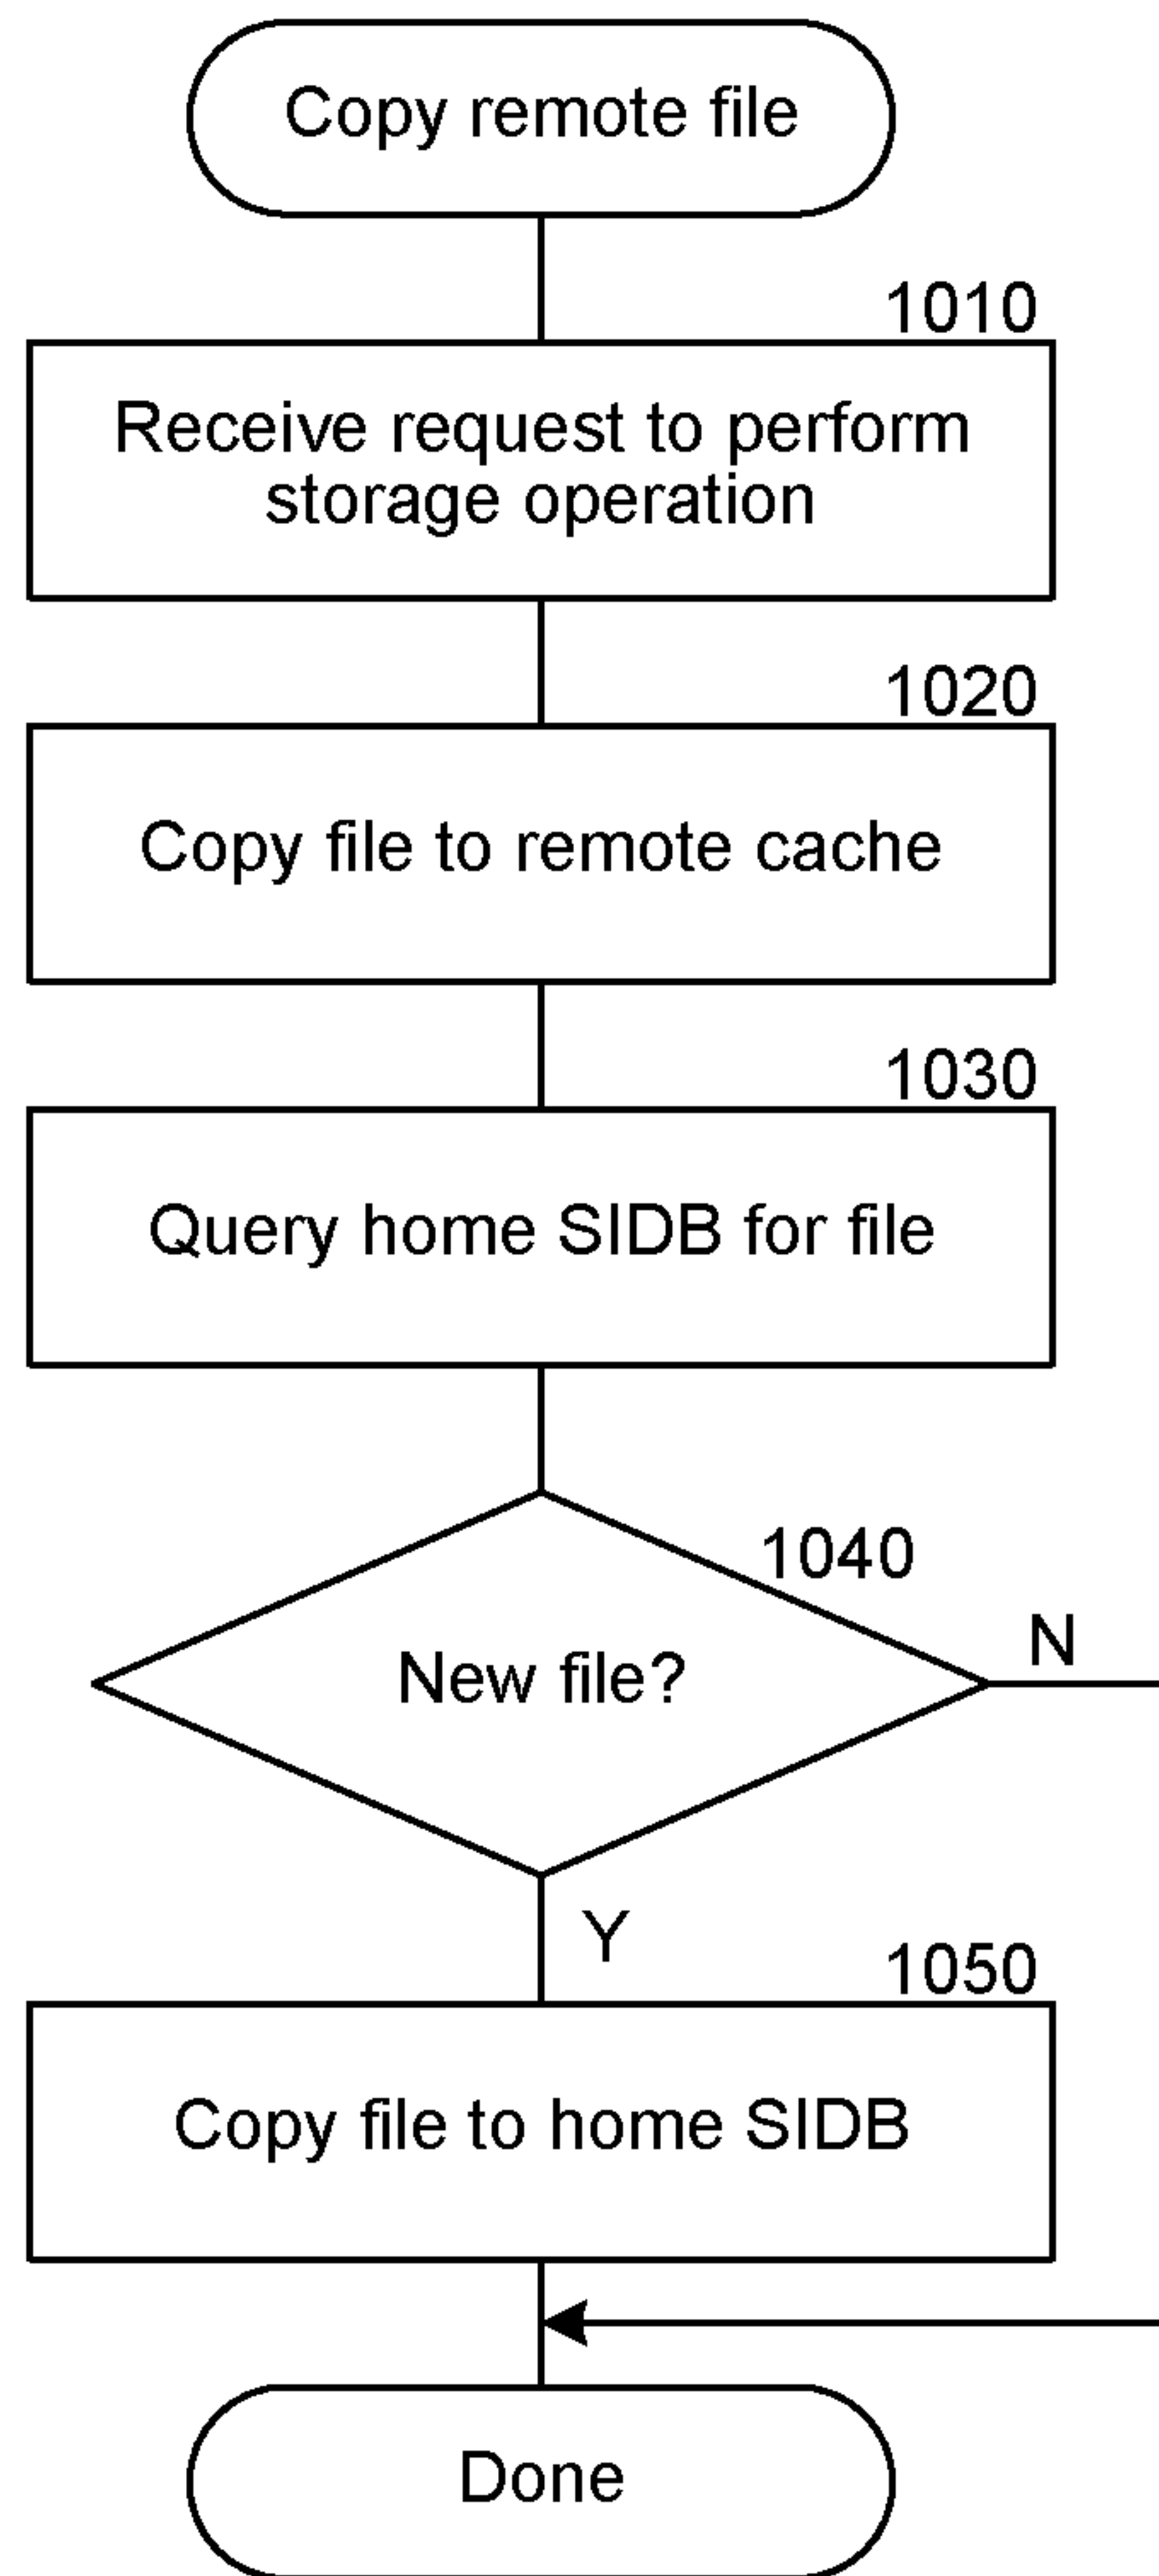 Copy remote file
1010
Receive request to perform
storage operation
1020
Copy file to remote cache
1030
Query home SIDB for file
1040
New file?
N
Y
1050
Copy file to home SIDB
Done